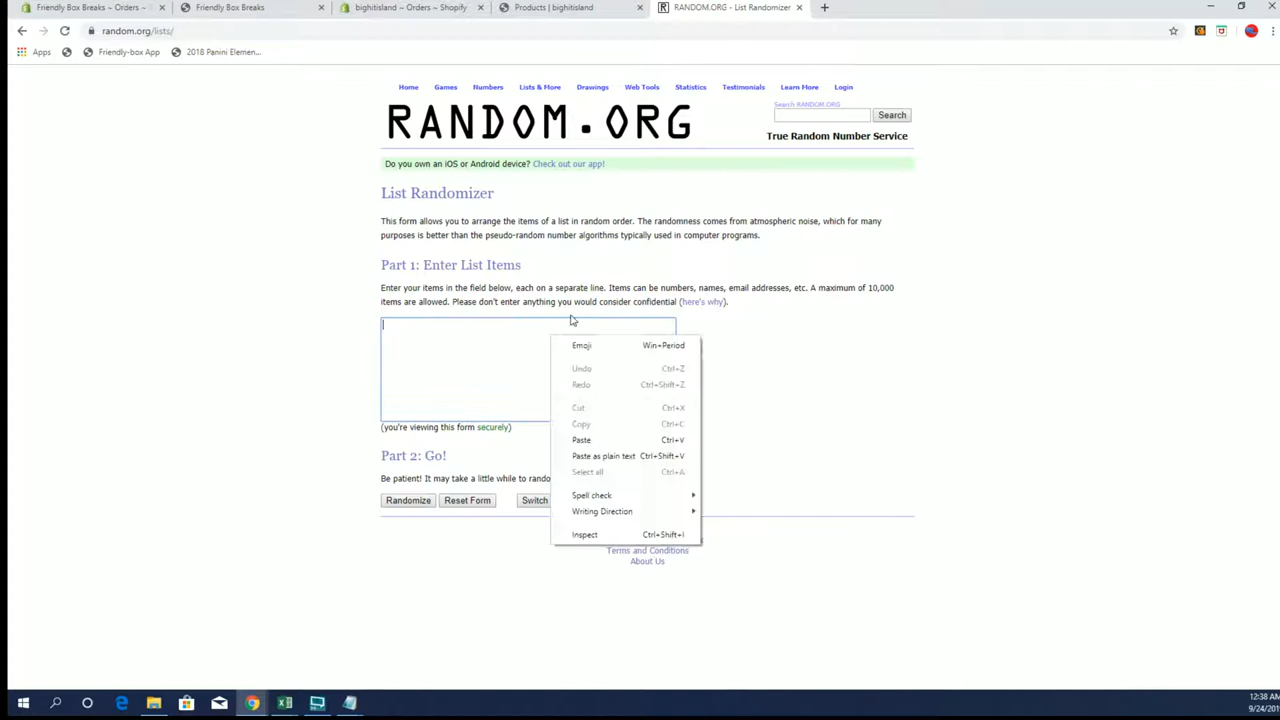 Friendly Box Breaks ~ Orders ~
Friendly Box Breaks
bighitisland ~ Orders ~ Shopify
Products | bighitisland
RANDOM.ORG - List Randomizer
random.org/lists/
Apps
Friendly-box App
2018 Panini Elemen...
Home Games Numbers Lists & More Drawings Web Tools Statistics Testimonials Learn More Login
RANDOM.ORG
Search RANDOM.ORG
Search
True Random Number Service
Do you own an iOS or Android device? Check out our app!
List Randomizer
This form allows you to arrange the items of a list in random order. The randomness comes from atmospheric noise, which for many
purposes is better than the pseudo-random number algorithms typically used in computer programs.
Part 1: Enter List Items
Enter your items in the field below, each on a separate line. Items can be numbers, names, email addresses, etc. A maximum of 10,000
items are allowed. Please don't enter anything you would consider confidential (here's why).
Emoji Win+Period
Undo Ctrl+Z
Redo Ctrl+Shift+Z
Cut Ctrl+X
Copy Ctrl+C
Paste Ctrl+V
Paste as plain text Ctrl+Shift+V
Select all Ctrl+A
Spell check
Writing Direction
Inspect Ctrl+Shift+I
(you're viewing this form securely)
Part 2: Go!
Be patient! It may take a little while to rando
Randomize
Reset Form
Switch
Terms and Conditions
About Us
12:38 AM
9/24/201